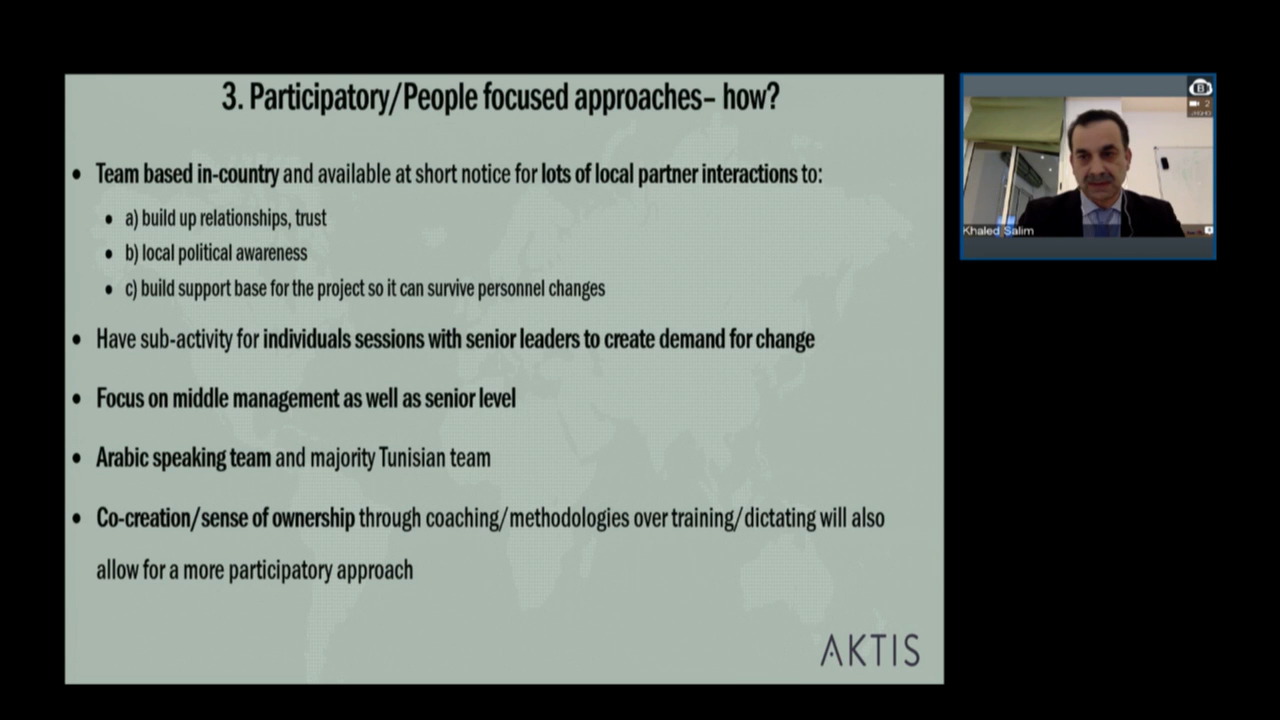 3. Participatory/People focused approaches– how?
• Team based in-country and available at short notice for lots of local partner interactions to:
• a) build up relationships, trust
• b) local political awareness
• c) build support base for the project so it can survive personnel changes
• Have sub-activity for individuals sessions with senior leaders to create demand for change
• Focus on middle management as well as senior level
• Arabic speaking team and majority Tunisian team
• Co-creation/sense of ownership through coaching/methodologies over training/dictating will also
allow for a more participatory approach
AKTIS
2
Khaled Salim